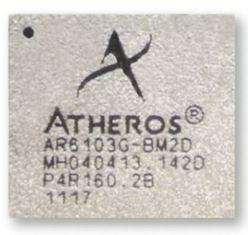 ATHEROS®
AR6103G-BM2D
MH040413.142D
P4R160.2B
1117